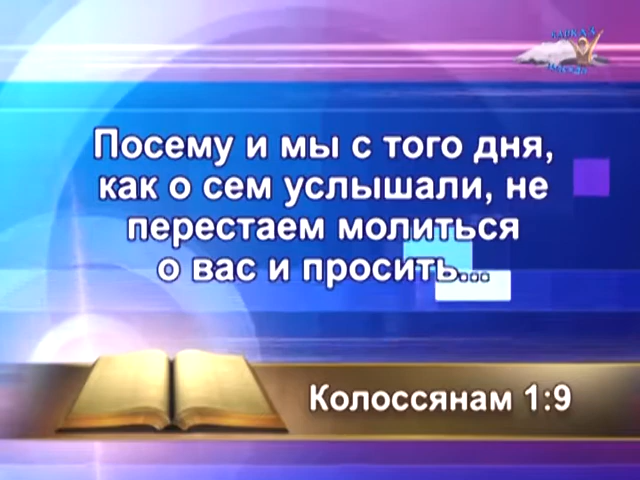 Посему и мы с того дня,
как о сем услышали, не
перестаем молиться
о вас и просить...
Колоссянам 1:9